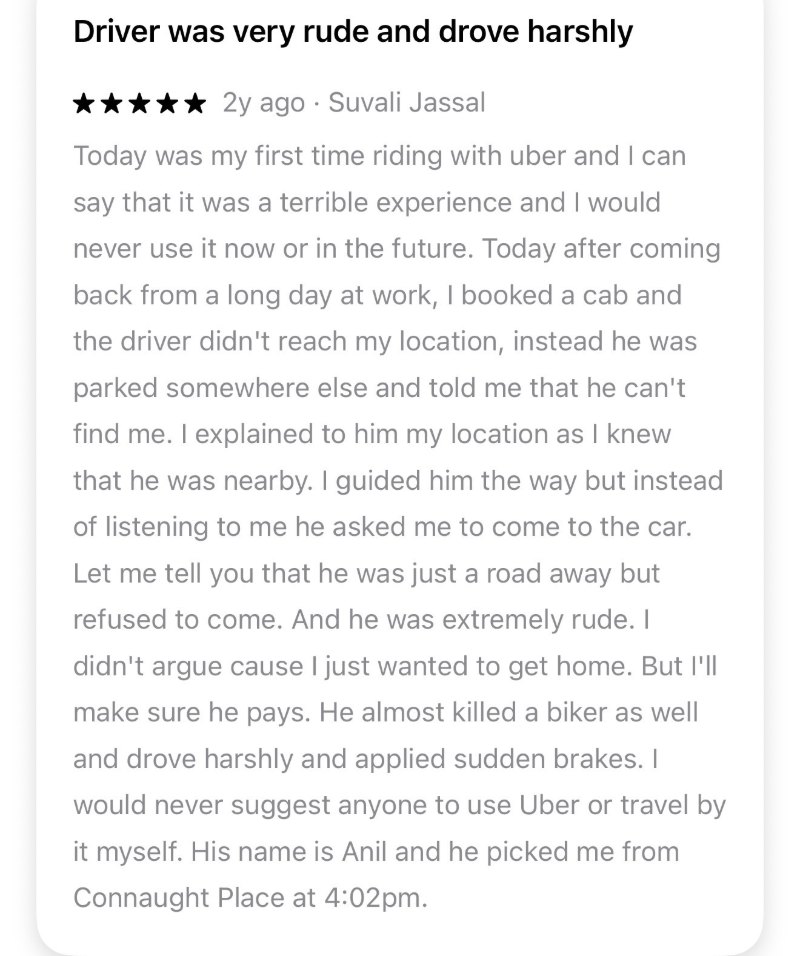 Driver was very rude and drove harshly
★★★★★ 2y ago · Suvali Jassal
Today was my first time riding with uber and I can
say that it was a terrible experience and I would
never use it now or in the future. Today after coming
back from a long day at work, I booked a cab and
the driver didn't reach my location, instead he was
parked somewhere else and told me that he can't
find me. I explained to him my location as I knew
that he was nearby. I guided him the way but instead
of listening to me he asked me to come to the car.
Let me tell you that he was just a road away but
refused to come. And he was extremely rude. I
didn't argue cause I just wanted to get home. But I'll
make sure he pays. He almost killed a biker as well
and drove harshly and applied sudden brakes. I
would never suggest anyone to use Uber or travel by
it myself. His name is Anil and he picked me from
Connaught Place at 4:02pm.